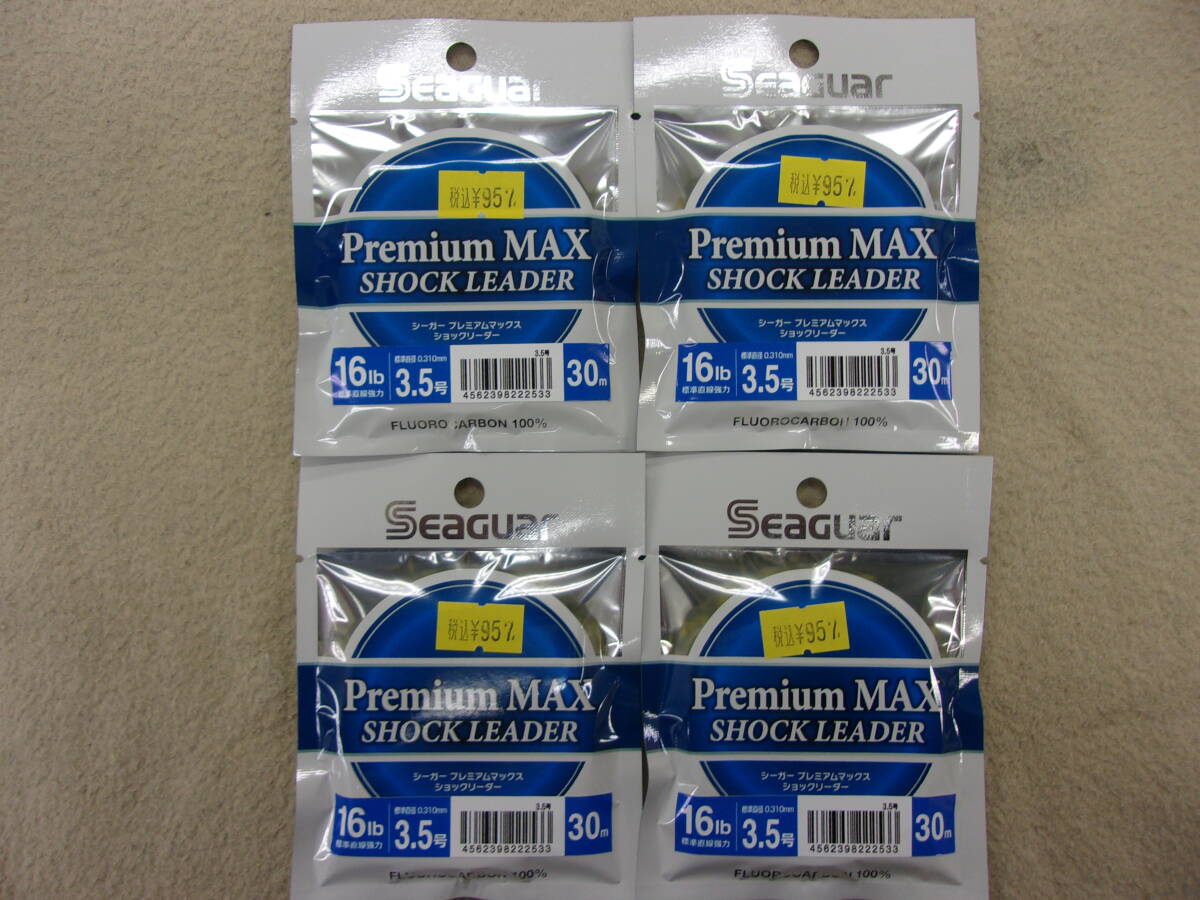 Seaguar
税込¥957
Premium MAX
SHOCK LEADER
シーガー プレミアムマックス
ショックリーダー
16lb
標準直線強力
標準直径 0.310mm
3.5号
3.5号
4562398222533
30m
FLUOROCARBON 100%
Seaguar
税込¥957
Premium MAX
SHOCK LEADER
シーガー プレミアムマックス
ショックリーダー
16lb
標準直線強力
標準直径 0.310mm
3.5号
3.5号
4562398222533
30m
FLUOROCARBON 100%
Seaguar
税込¥957
Premium MAX
SHOCK LEADER
シーガー プレミアムマックス
ショックリーダー
16lb
標準直線強力
標準直径 0.310mm
3.5号
3.5号
4562398222533
30m
FLUOROCARBON 100%
Seaguar
税込¥957
Premium MAX
SHOCK LEADER
シーガー プレミアムマックス
ショックリーダー
16lb
標準直線強力
標準直径 0.310mm
3.5号
3.5号
4562398222533
30m
FLUOROCARBON 100%